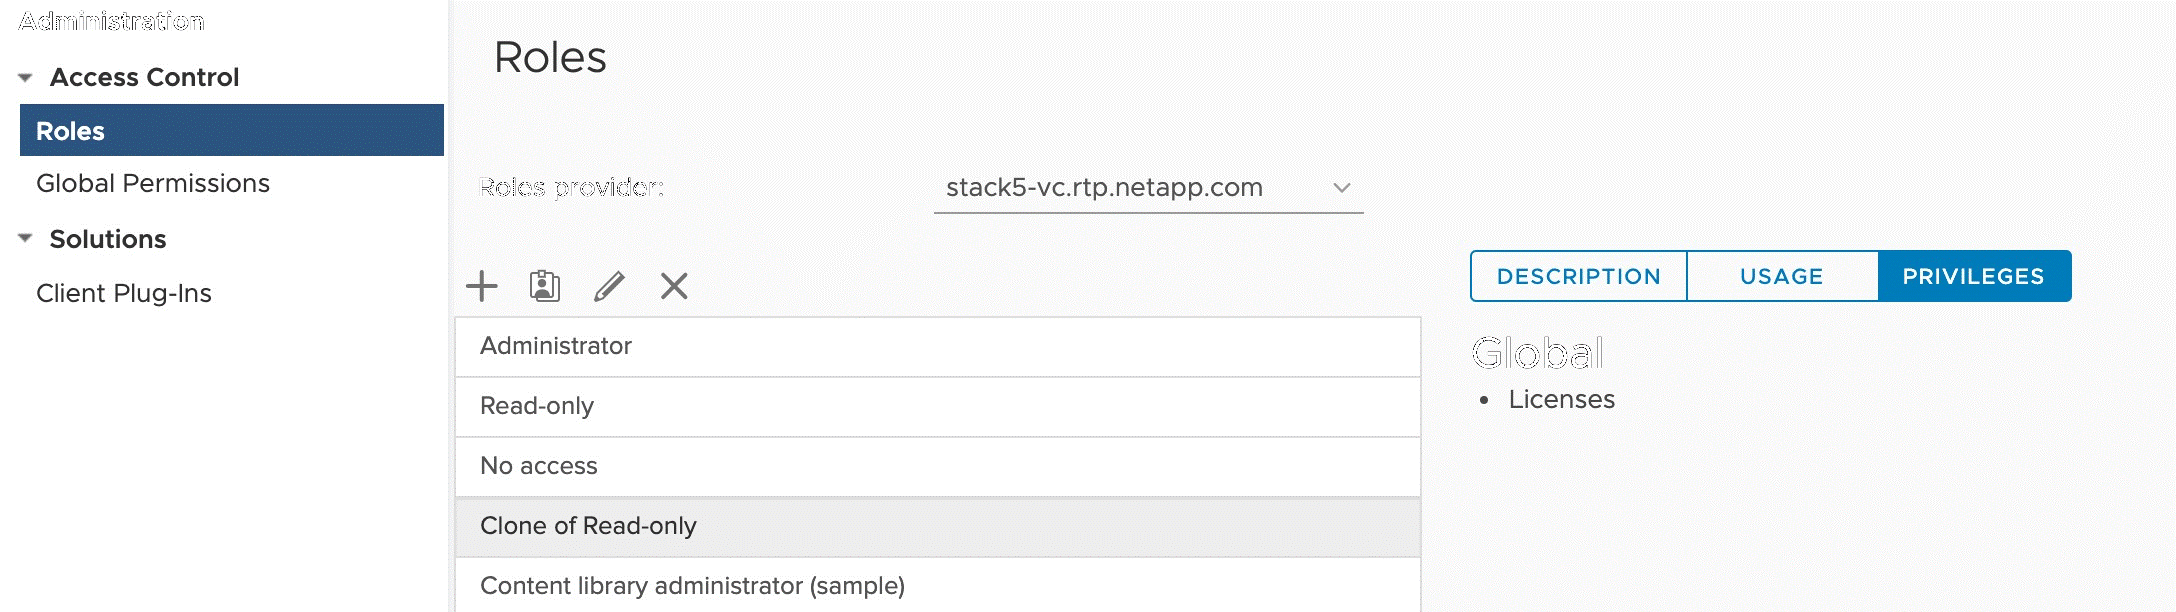 Administration
Access Control
Roles
Global Permissions
Solutions
Client Plug-Ins
Roles
Roles provider:
stack5-vc.rtp.netapp.com
DESCRIPTION
USAGE
PRIVILEGES
Administrator
Read-only
No access
Clone of Read-only
Content library administrator (sample)
Global
• Licenses